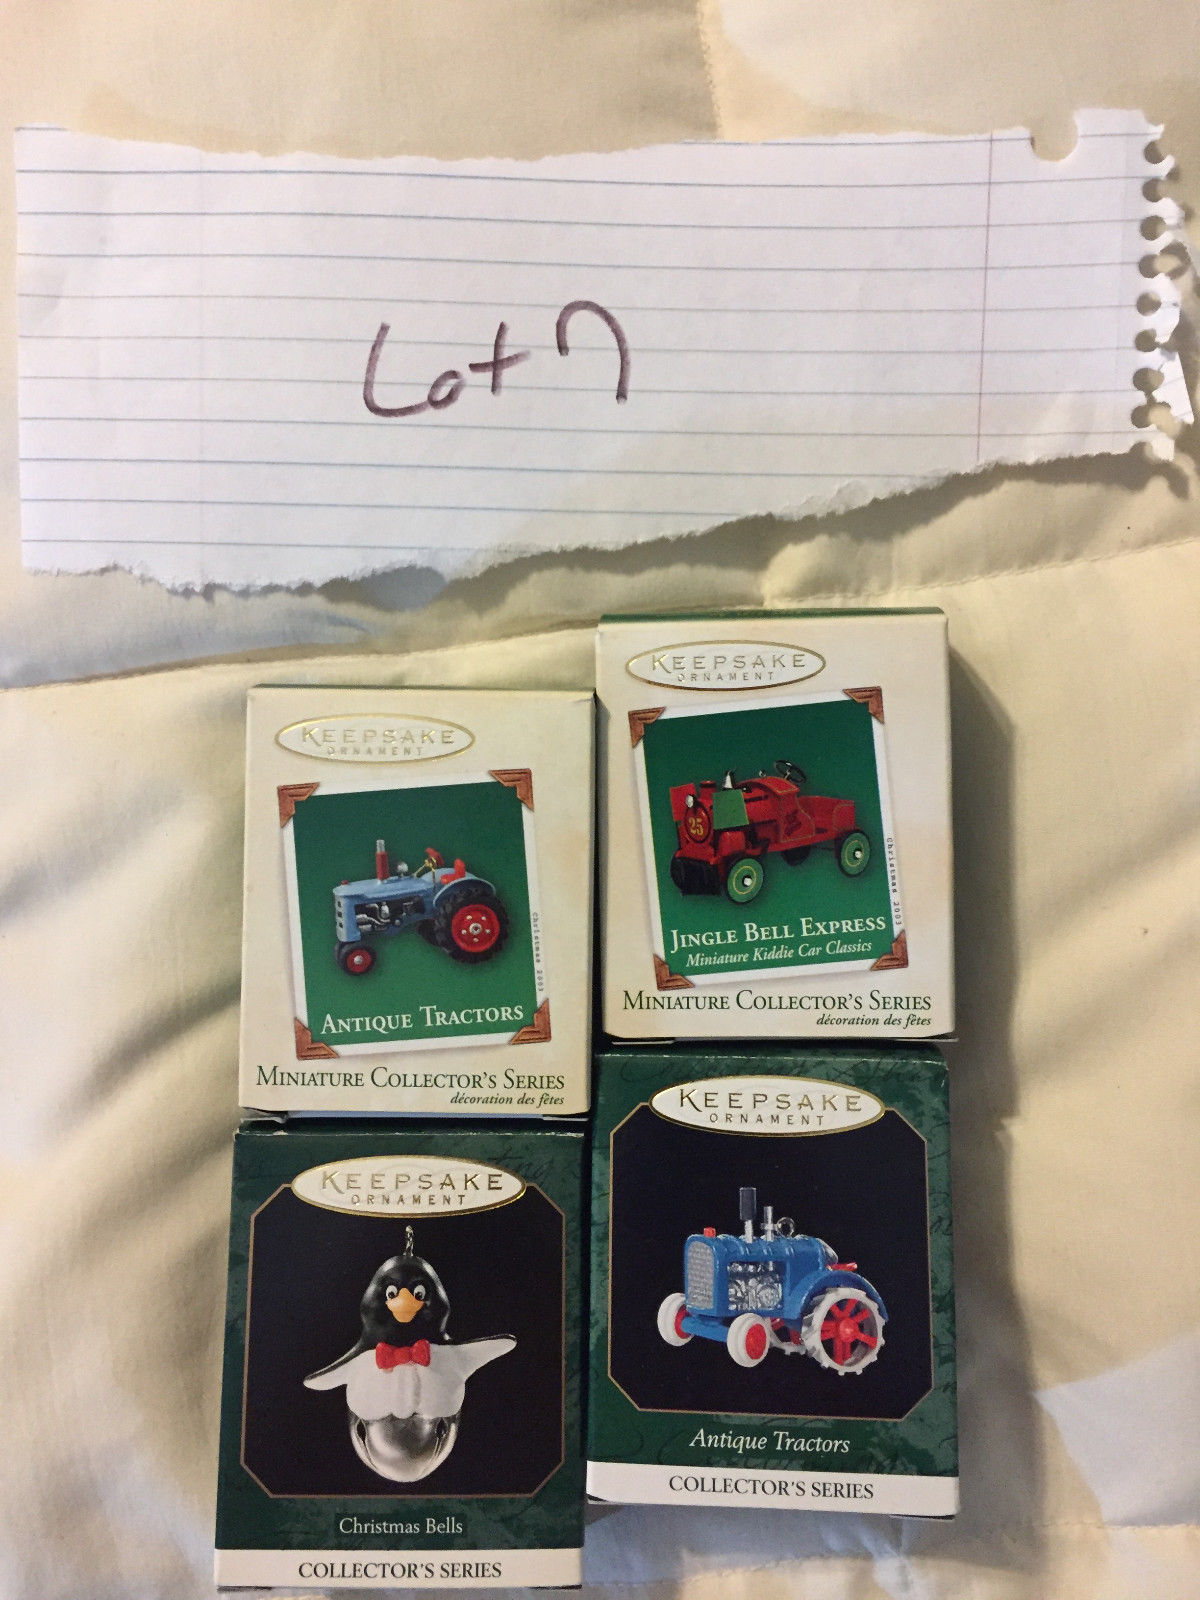 Lot 7
KEEPSAKE
ORNAMENT
Christmas 2003
ANTIQUE TRACTORS
MINIATURE COLLECTOR'S SERIES
décoration des fêtes
KEEPSAKE
ORNAMENT
25
Christmas 2003
JINGLE BELL EXPRESS
Miniature Kiddie Car Classics
MINIATURE COLLECTOR'S SERIES
décoration des fêtes
KEEPSAKE
ORNAMENT
Christmas Bells
COLLECTOR'S SERIES
KEEPSAKE
ORNAMENT
Antique Tractors
COLLECTOR'S SERIES